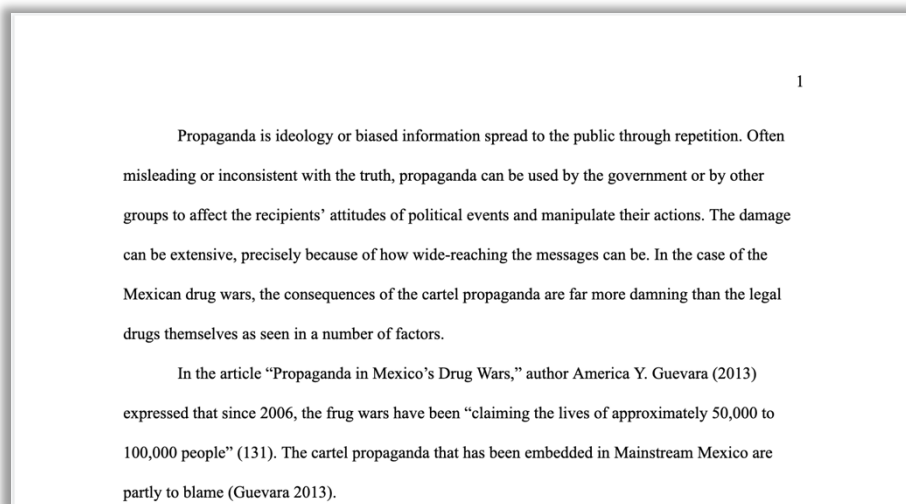 1
Propaganda is ideology or biased information spread to the public through repetition. Often
misleading or inconsistent with the truth, propaganda can be used by the government or by other
groups to affect the recipients’ attitudes of political events and manipulate their actions. The damage
can be extensive, precisely because of how wide-reaching the messages can be. In the case of the
Mexican drug wars, the consequences of the cartel propaganda are far more damning than the legal
drugs themselves as seen in a number of factors.
In the article “Propaganda in Mexico’s Drug Wars,” author America Y. Guevara (2013)
expressed that since 2006, the frug wars have been “claiming the lives of approximately 50,000 to
100,000 people” (131). The cartel propaganda that has been embedded in Mainstream Mexico are
partly to blame (Guevara 2013).